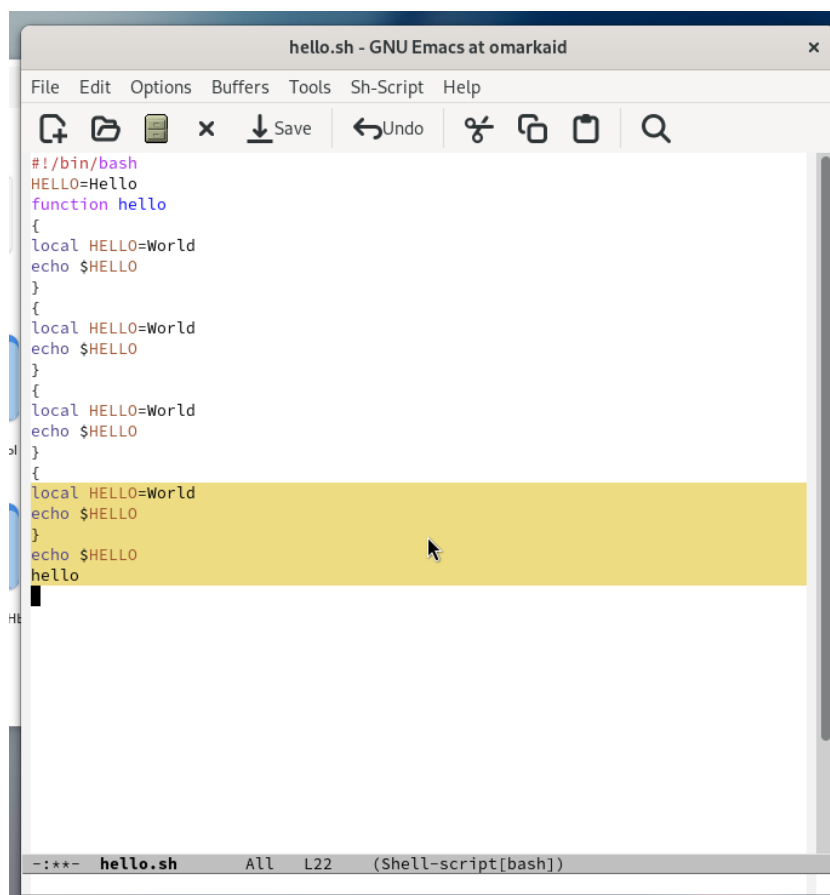 hello.sh - GNU Emacs at omarkaid
File Edit Options Buffers Tools Sh-Script Help
Save Undo
#!/bin/bash
HELLO=Hello
function hello
{
local HELLO=World
echo $HELLO
}
{
local HELLO=World
echo $HELLO
}
{
local HELLO=World
echo $HELLO
}
{
local HELLO=World
echo $HELLO
}
echo $HELLO
hello
-:**- hello.sh All L22 (Shell-script[bash])